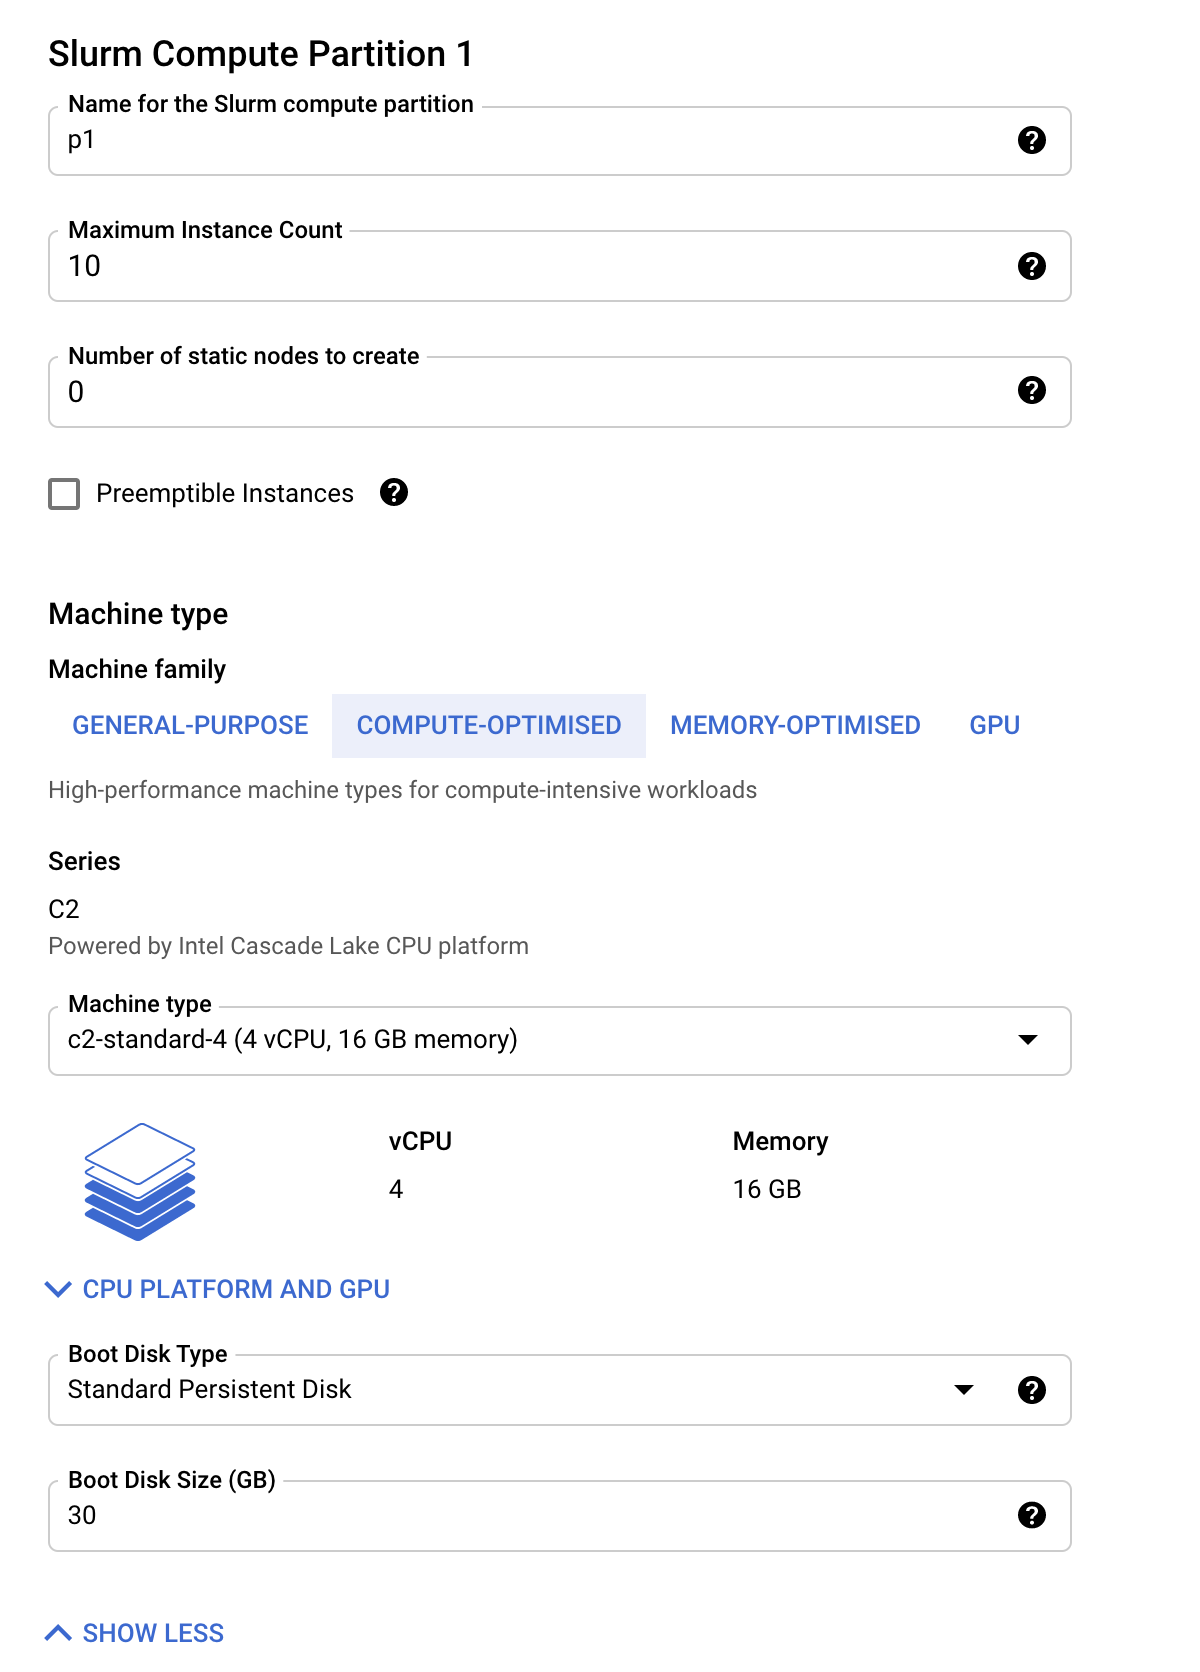 Slurm Compute Partition 1
Name for the Slurm compute partition
p1
Maximum Instance Count
10
Number of static nodes to create
0
Preemptible Instances
Machine type
Machine family
GENERAL-PURPOSE COMPUTE-OPTIMISED MEMORY-OPTIMISED GPU
High-performance machine types for compute-intensive workloads
Series
C2
Powered by Intel Cascade Lake CPU platform
Machine type
c2-standard-4 (4 vCPU, 16 GB memory)
vCPU Memory
4 16 GB
CPU PLATFORM AND GPU
Boot Disk Type
Standard Persistent Disk
Boot Disk Size (GB)
30
SHOW LESS